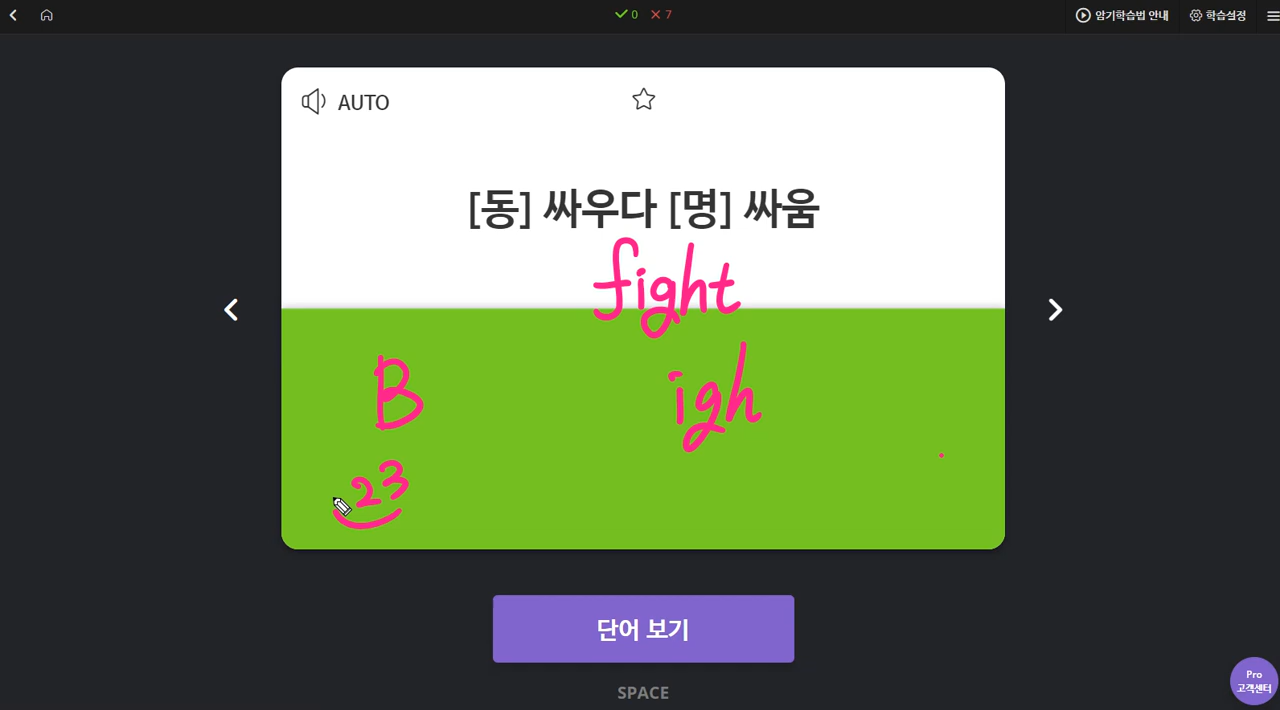 0 7 암기학습법 안내 학습설정
AUTO
[동] 싸우다 [명] 싸움
fight
B igh
23
단어 보기
SPACE
Pro
고객센터